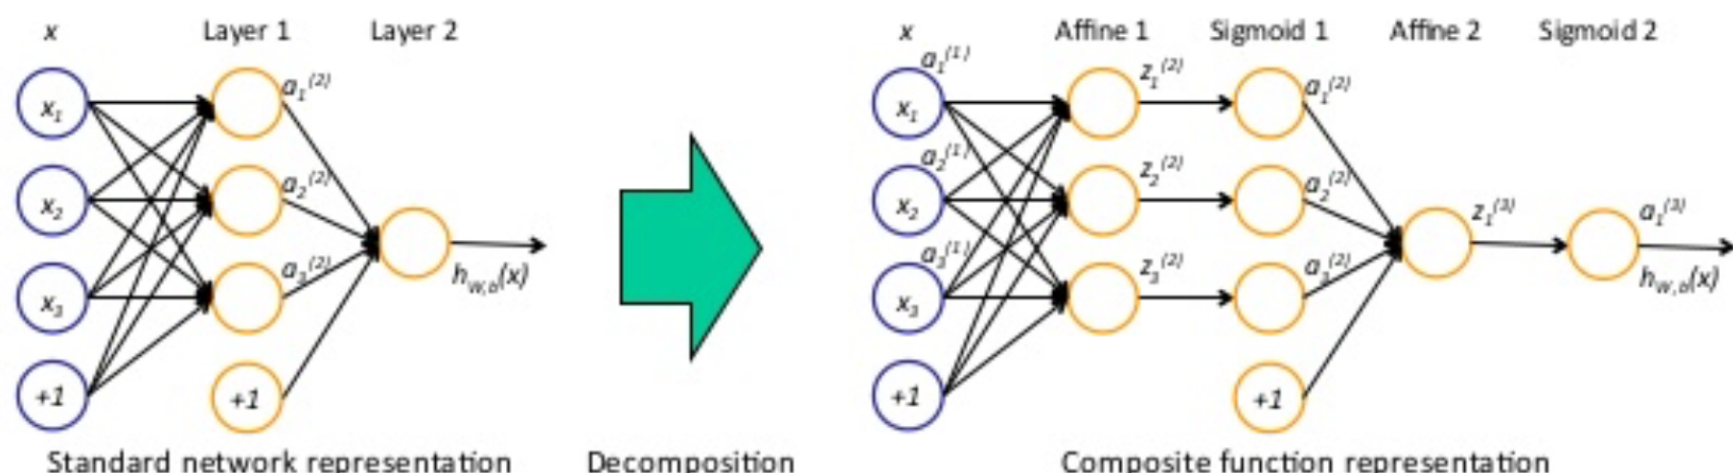 x Layer 1 Layer 2
a₁⁽²⁾
x₁
a₂⁽²⁾
x₂
a₃⁽²⁾
x₃
h_{W,b}(x)
+1 +1
Standard network representation
Decomposition
x Affine 1 Sigmoid 1 Affine 2 Sigmoid 2
a₁⁽¹⁾ z₁⁽²⁾ a₁⁽²⁾
x₁
a₂⁽¹⁾ z₂⁽²⁾ a₂⁽²⁾
x₂
z₁⁽³⁾ a₁⁽³⁾
a₃⁽¹⁾ z₃⁽²⁾ a₃⁽²⁾
x₃
h_{W,b}(x)
+1 +1
Composite function representation